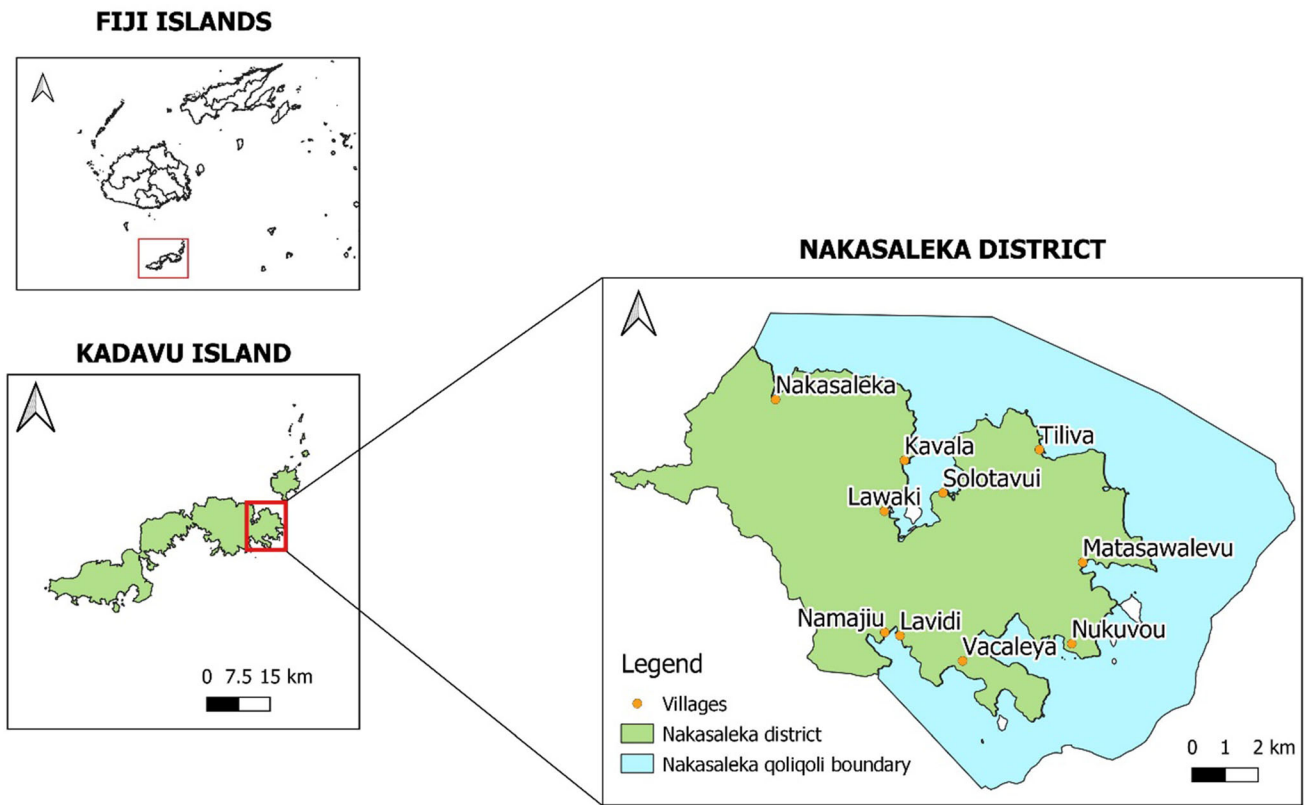 FIJI ISLANDS
KADAVU ISLAND
0 7.5 15 km
NAKASALEKA DISTRICT
Nakasaleka
Kavala
Tiliva
Solotavui
Lawaki
Matasawalevu
Namajiu
Lavidi
Nukuvou
Vacaleya
Legend
Villages
Nakasaleka district
Nakasaleka qoliqoli boundary
0 1 2 km